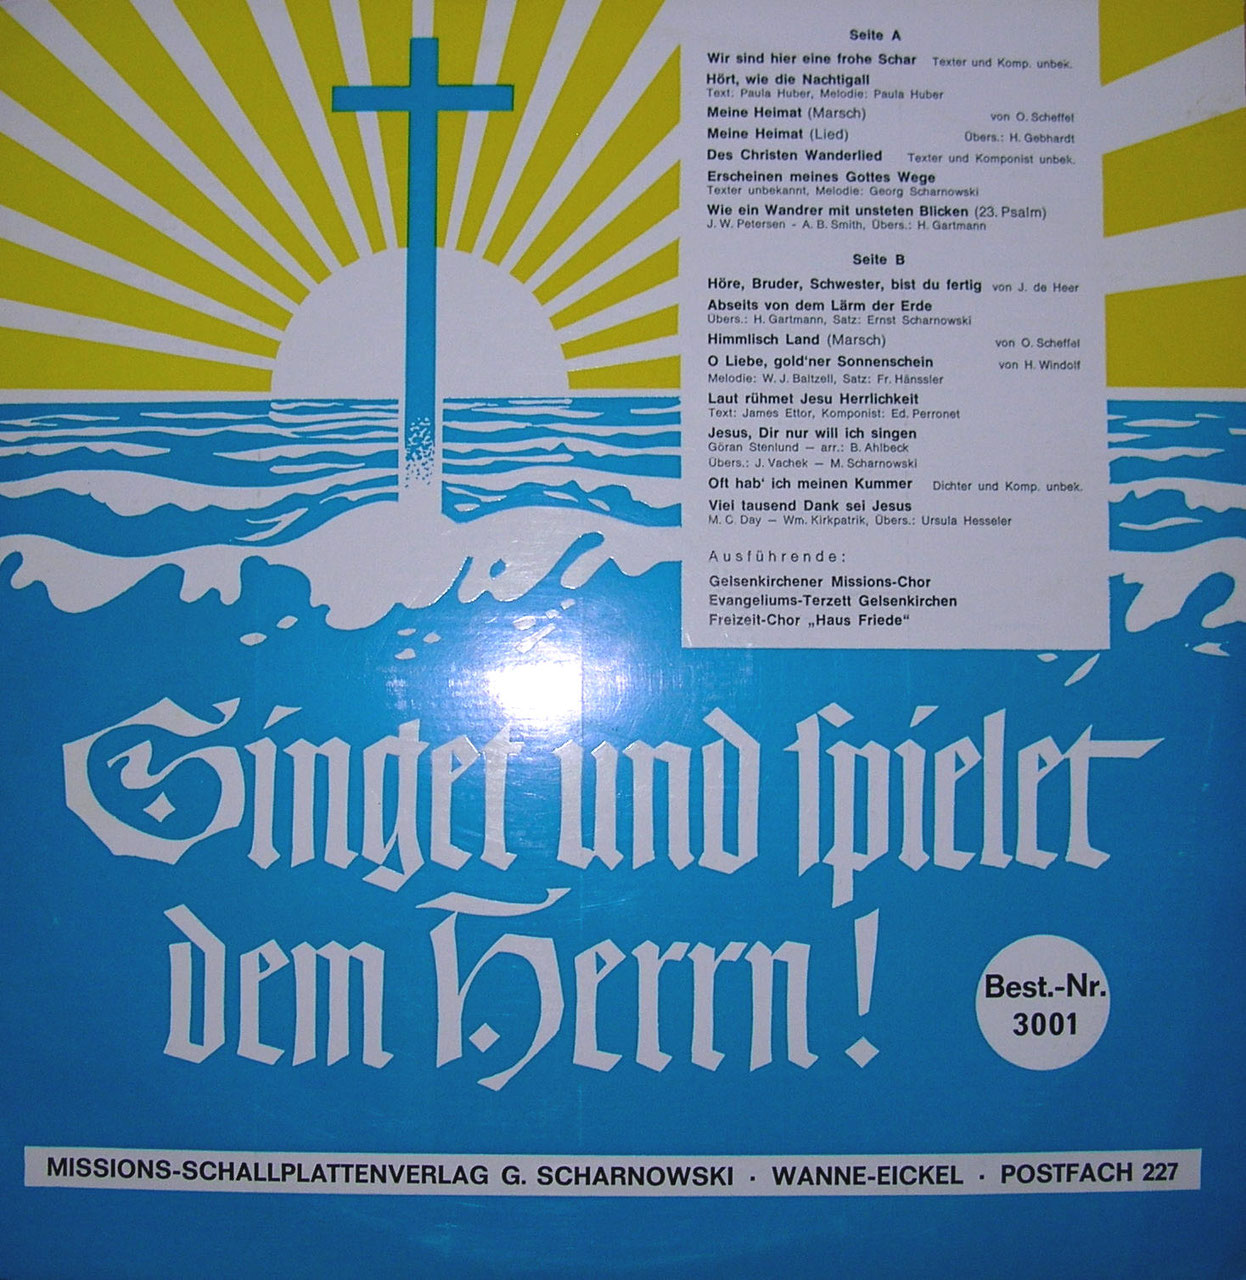 Seite A
Wir sind hier eine frohe Schar Texter und Komp. unbek.
Hört, wie die Nachtigall
Text: Paula Huber, Melodie: Paula Huber
Meine Heimat (Marsch) von O. Scheffel
Meine Heimat (Lied) Übers.: H. Gebhardt
Des Christen Wanderlied Texter und Komponist unbek.
Erscheinen meines Gottes Wege
Texter unbekannt, Melodie: Georg Scharnowski
Wie ein Wandrer mit unsteten Blicken (23. Psalm)
J. W. Petersen - A. B. Smith, Übers.: H. Gartmann
Seite B
Höre, Bruder, Schwester, bist du fertig von J. de Heer
Abseits von dem Lärm der Erde
Übers.: H. Gartmann, Satz: Ernst Scharnowski
Himmlisch Land (Marsch) von O. Scheffel
O Liebe, gold'ner Sonnenschein von H. Windolf
Melodie: W. J. Baltzell, Satz: Fr. Hänssler
Laut rühmet Jesu Herrlichkeit
Text: James Ettor, Komponist: Ed. Perronet
Jesus, Dir nur will ich singen
Göran Stenlund — arr.: B. Ahlbeck
Übers.: J. Vachek — M. Scharnowski
Oft hab' ich meinen Kummer Dichter und Komp. unbek.
Viel tausend Dank sei Jesus
M. C. Day — Wm. Kirkpatrik, Übers.: Ursula Hesseler
Ausführende:
Gelsenkirchener Missions-Chor
Evangeliums-Terzett Gelsenkirchen
Freizeit-Chor „Haus Friede"
Singet und spielet
dem Herrn!
Best.-Nr.
3001
MISSIONS-SCHALLPLATTENVERLAG G. SCHARNOWSKI · WANNE-EICKEL · POSTFACH 227